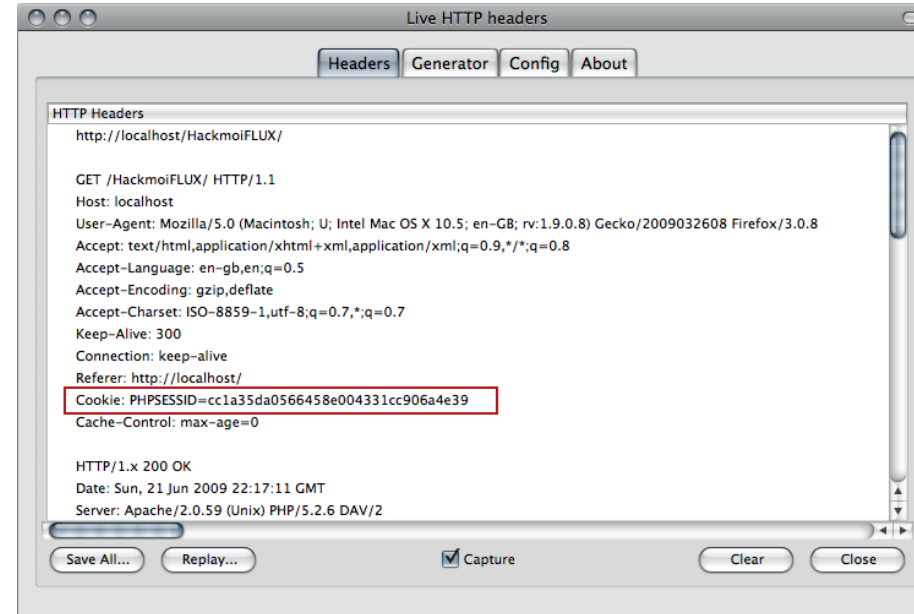 Live HTTP headers
Headers Generator Config About
HTTP Headers
http://localhost/HackmoiFLUX/
GET /HackmoiFLUX/ HTTP/1.1
Host: localhost
User-Agent: Mozilla/5.0 (Macintosh; U; Intel Mac OS X 10.5; en-GB; rv:1.9.0.8) Gecko/2009032608 Firefox/3.0.8
Accept: text/html,application/xhtml+xml,application/xml;q=0.9,*/*;q=0.8
Accept-Language: en-gb,en;q=0.5
Accept-Encoding: gzip,deflate
Accept-Charset: ISO-8859-1,utf-8;q=0.7,*;q=0.7
Keep-Alive: 300
Connection: keep-alive
Referer: http://localhost/
Cookie: PHPSESSID=cc1a35da0566458e004331cc906a4e39
Cache-Control: max-age=0
HTTP/1.x 200 OK
Date: Sun, 21 Jun 2009 22:17:11 GMT
Server: Apache/2.0.59 (Unix) PHP/5.2.6 DAV/2
Save All... Replay... Capture Clear Close